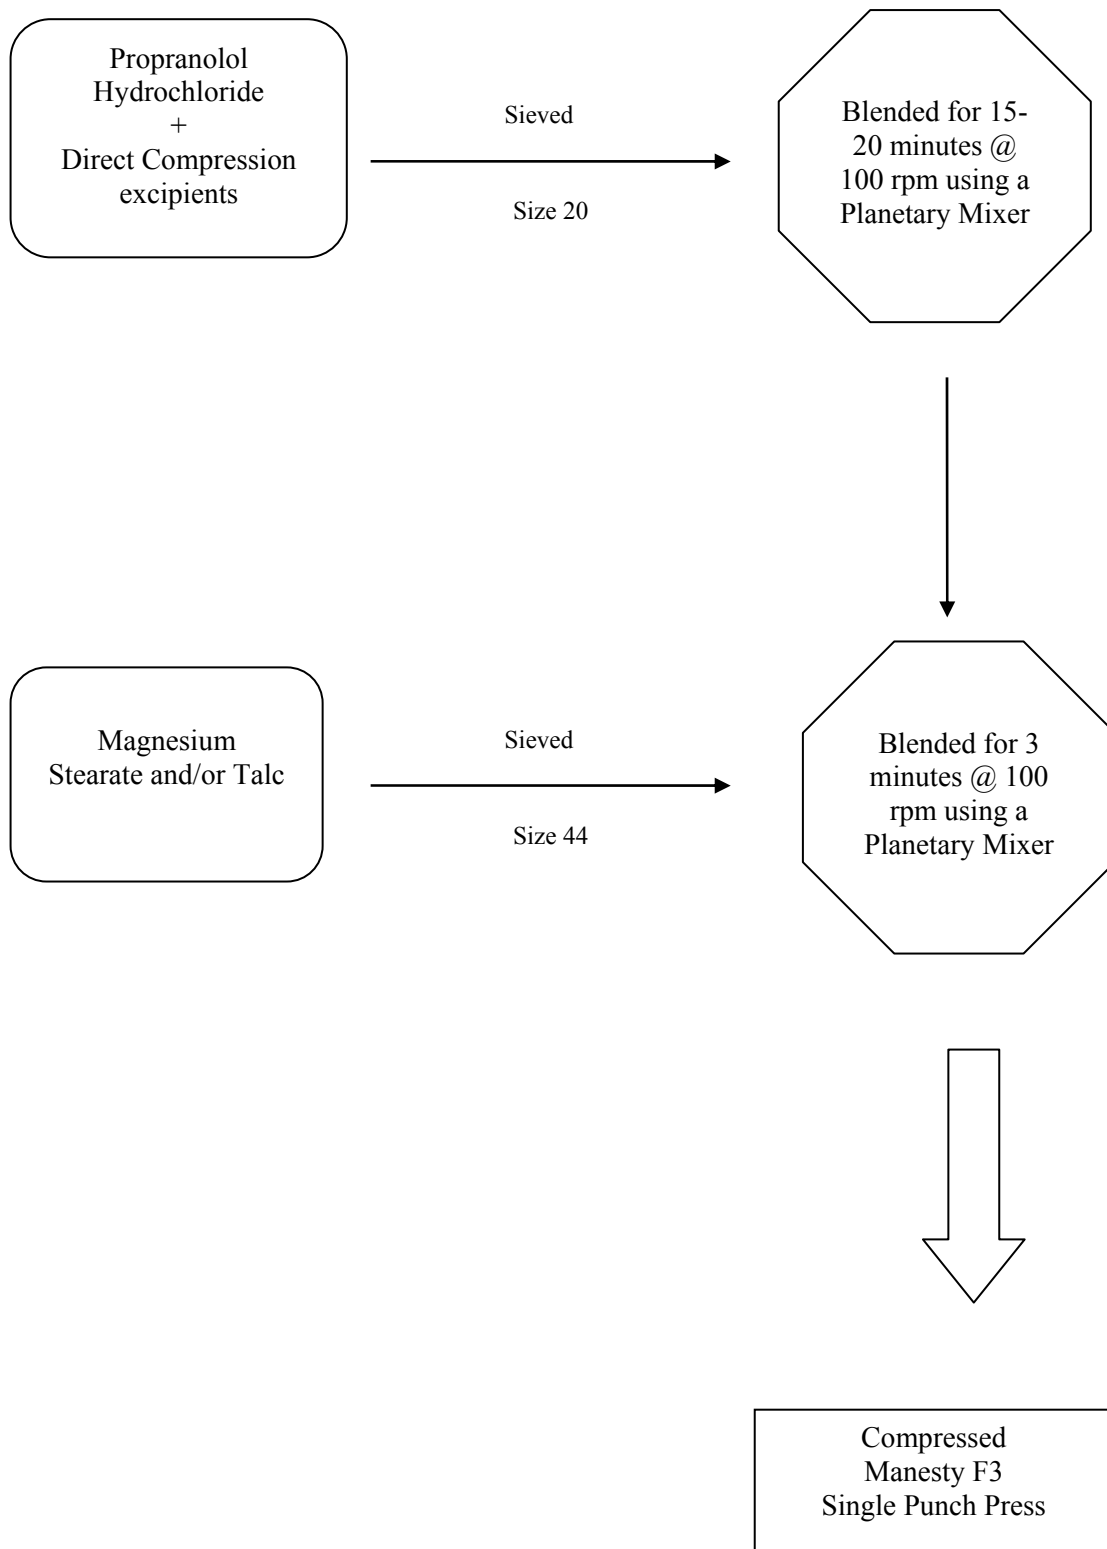 Propranolol
Hydrochloride
+
Direct Compression
excipients
Sieved
Size 20
Blended for 15-
20 minutes @
100 rpm using a
Planetary Mixer
Magnesium
Stearate and/or Talc
Sieved
Size 44
Blended for 3
minutes @ 100
rpm using a
Planetary Mixer
Compressed
Manesty F3
Single Punch Press